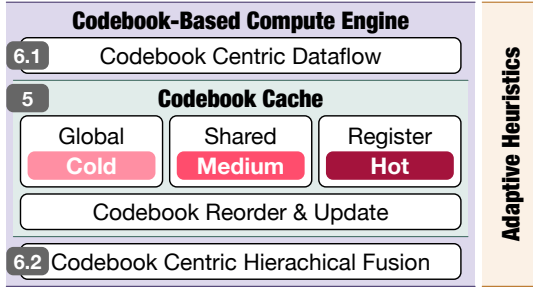 Codebook-Based Compute Engine
6.1 Codebook Centric Dataflow
5 Codebook Cache
Global Shared Register
Cold Medium Hot
Codebook Reorder & Update
6.2 Codebook Centric Hierachical Fusion
Adaptive Heuristics